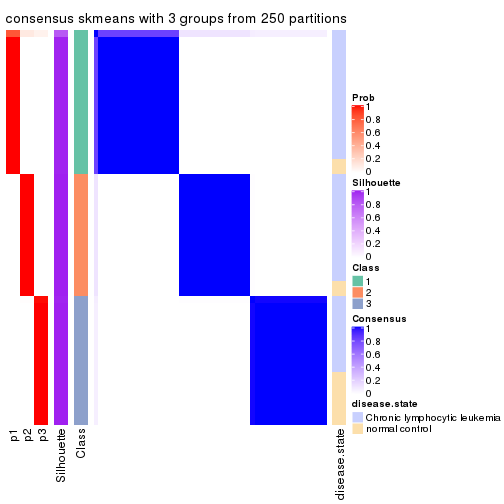 consensus skmeans with 3 groups from 250 partitions
Prob
1
0.8
0.6
0.4
0.2
0
Silhouette
1
0.8
0.6
0.4
0.2
0
Class
1
2
3
Consensus
1
0.8
0.6
0.4
0.2
0
disease.state
Chronic lymphocytic leukemia
normal control
p1
p2
p3
Silhouette
Class
disease.state